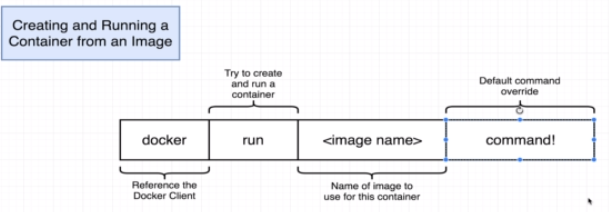 Creating and Running a
Container from an Image
Try to create
and run a
container
Default command
override
docker
run
<image name>
command!
Reference the
Docker Client
Name of image to
use for this container